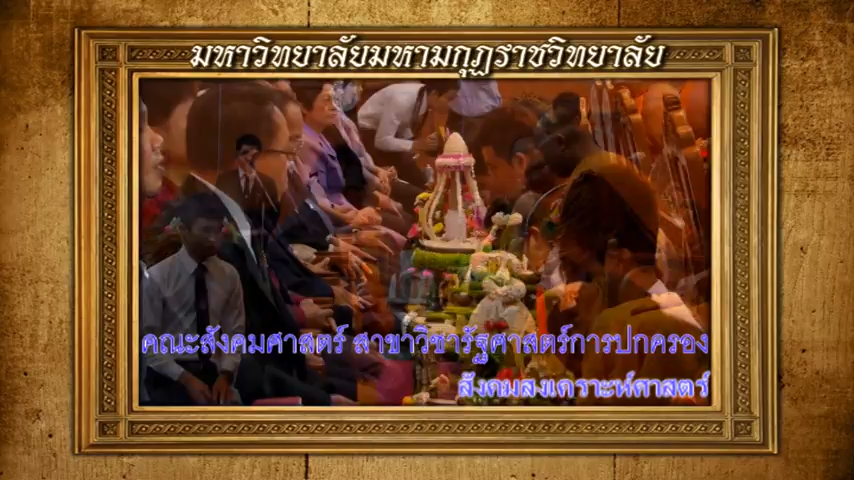 มหาวิทยาลัยมหามกุฏราชวิทยาลัย
คณะสังคมศาสตร์ สาขาวิชารัฐศาสตร์การปกครอง
สังคมสงเคราะห์ศาสตร์